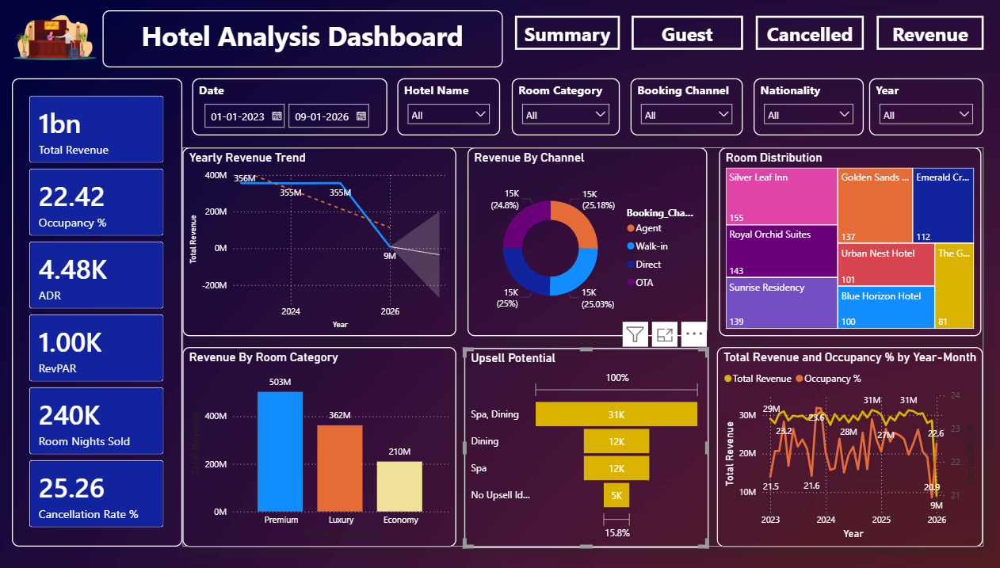 Hotel Analysis Dashboard
Summary
Guest
Cancelled
Revenue
1bn
Total Revenue
22.42
Occupancy %
4.48K
ADR
1.00K
RevPAR
240K
Room Nights Sold
25.26
Cancellation Rate %
Date
01-01-2023
09-01-2026
Hotel Name
All
Room Category
All
Booking Channel
All
Nationality
All
Year
All
Yearly Revenue Trend
400M
200M
0M
-200M
Total Revenue
356M
355M
355M
9M
2024
2026
Year
Revenue By Channel
15K
(24.8%)
15K
(25.18%)
15K
(25%)
15K
(25.03%)
Booking_Cha...
Agent
Walk-in
Direct
OTA
Room Distribution
Silver Leaf Inn
155
Royal Orchid Suites
143
Sunrise Residency
139
Golden Sands ...
137
Emerald Cr...
112
Urban Nest Hotel
101
Blue Horizon Hotel
100
The G...
81
Revenue By Room Category
Total Revenue
400M
200M
0M
503M
362M
210M
Premium
Luxury
Economy
Upsell Potential
100%
Spa, Dining
31K
Dining
12K
Spa
12K
No Upsell Id...
5K
15.8%
Total Revenue and Occupancy % by Year-Month
Total Revenue
Occupancy %
Total Revenue
30M
20M
10M
29M
23.2
21.5
23.6
21.6
28M
31M
27M
31M
22.6
20.9
9M
24
23
22
21
Occupancy %
2023
2024
2025
2026
Year